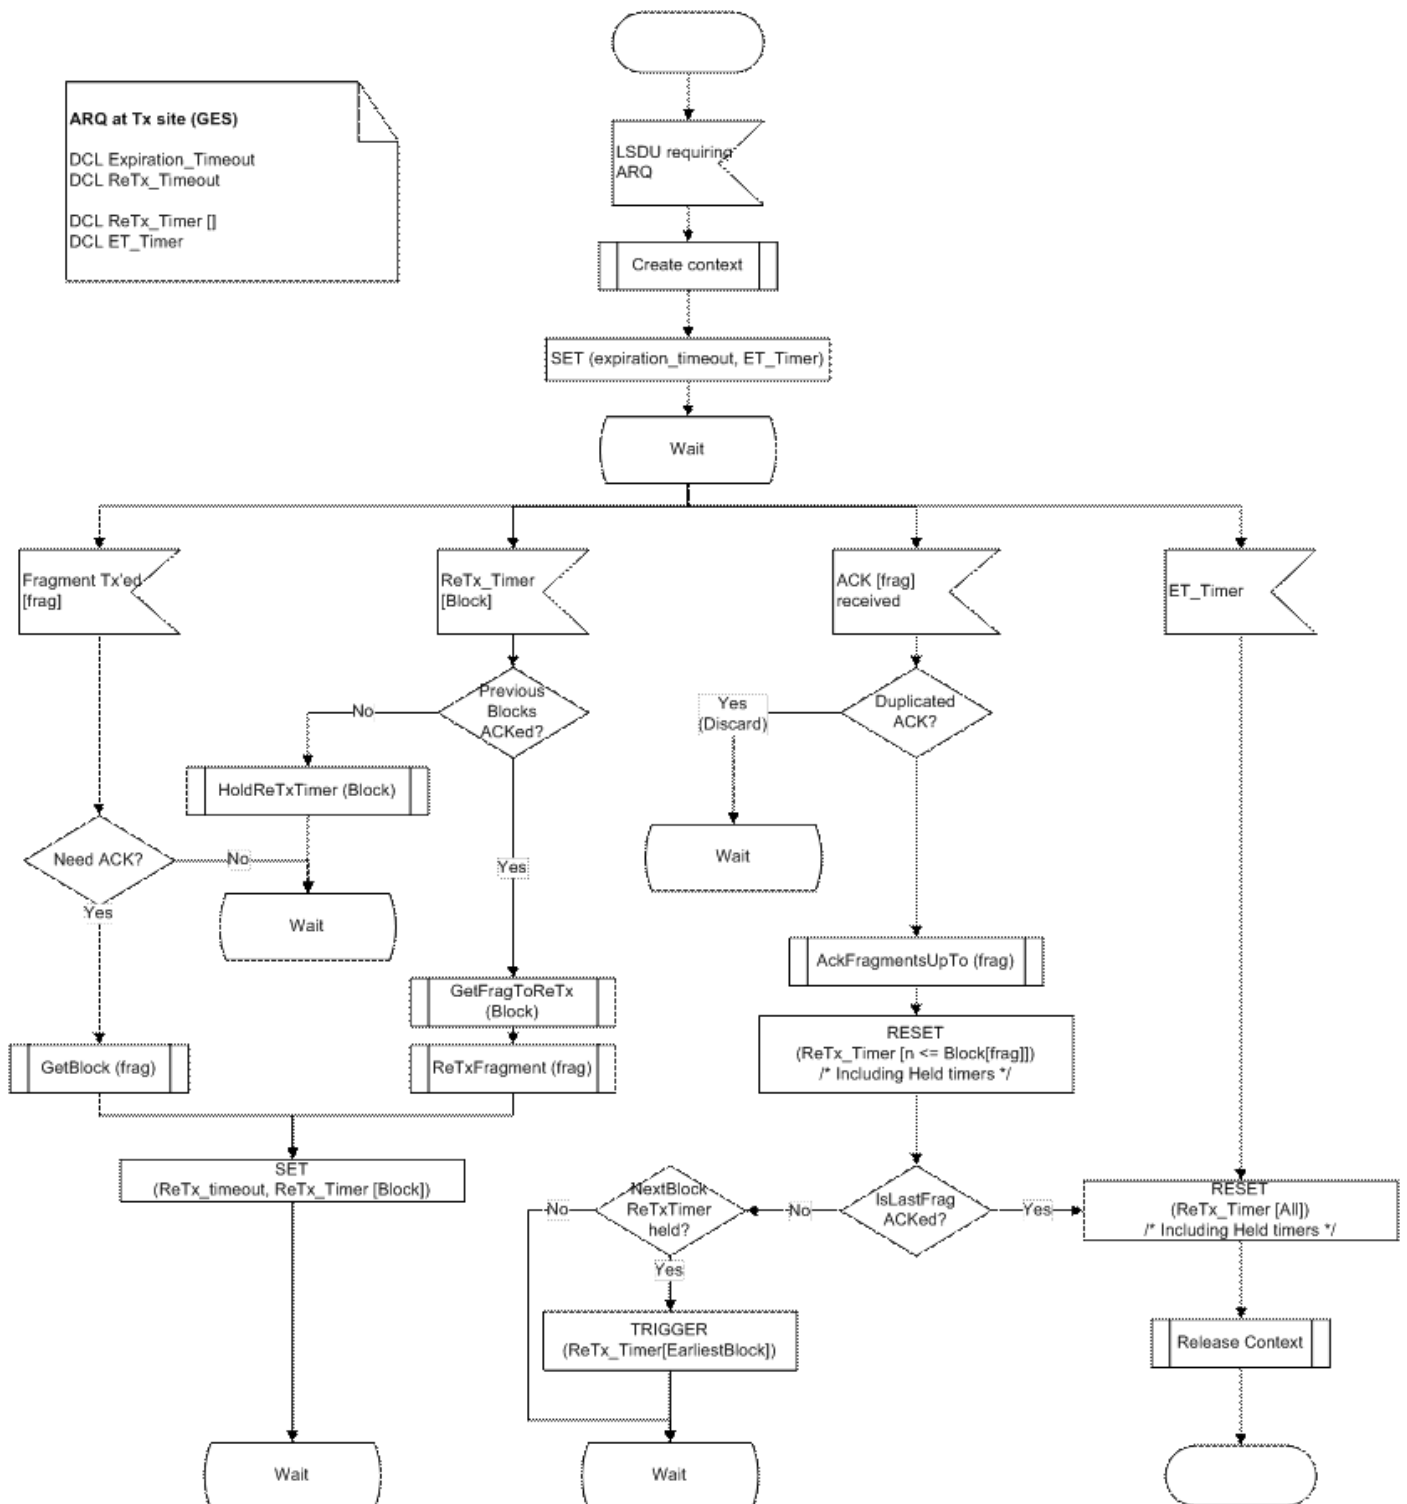 ARQ at Tx site (GES)
DCL Expiration_Timeout
DCL ReTx_Timeout
DCL ReTx_Timer []
DCL ET_Timer
LSDU requiring
ARQ
Create context
SET (expiration_timeout, ET_Timer)
Wait
Fragment Tx'ed
[frag]
ReTx_Timer
[Block]
ACK [frag]
received
ET_Timer
Previous
Blocks
ACKed?
No
Duplicated
ACK?
Yes
(Discard)
HoldReTxTimer (Block)
Need ACK?
No
Yes
Yes
Wait
Wait
AckFragmentsUpTo (frag)
GetFragToReTx
(Block)
RESET
(ReTx_Timer [n <= Block[frag]])
/* Including Held timers */
GetBlock (frag)
ReTxFragment (frag)
SET
(ReTx_timeout, ReTx_Timer [Block])
NextBlock
ReTxTimer
held?
No
No
IsLastFrag
ACKed?
Yes
RESET
(ReTx_Timer [All])
/* Including Held timers */
Yes
TRIGGER
(ReTx_Timer[EarliestBlock])
Release Context
Wait
Wait